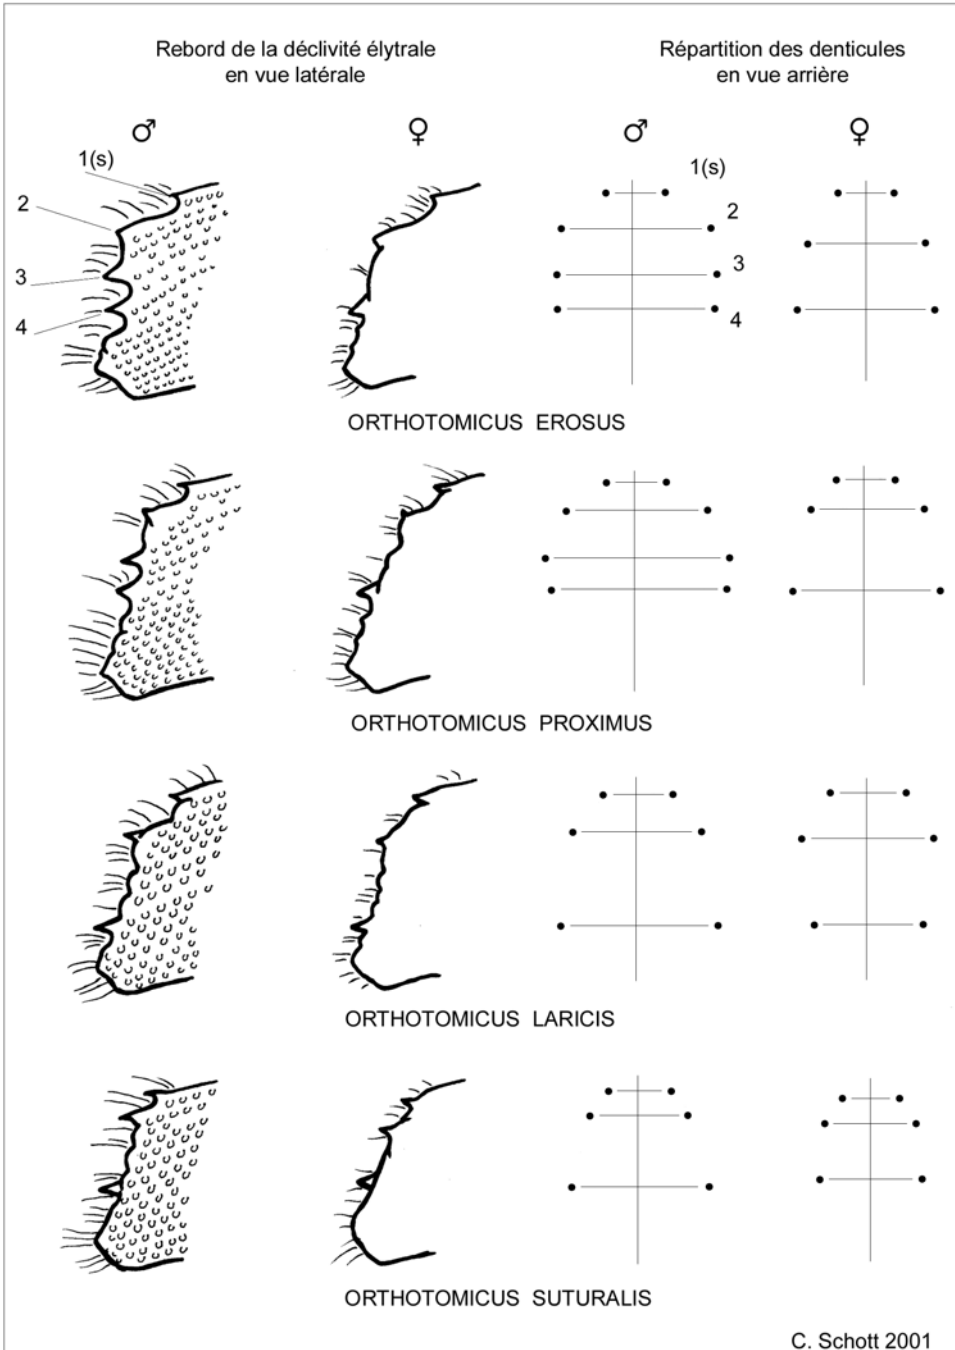 Rebord de la déclivité élytrale
en vue latérale
Répartition des denticules
en vue arrière
♂ ♀ ♂ ♀
1(s)
2
3
4
1(s)
2
3
4
ORTHOTOMICUS EROSUS
ORTHOTOMICUS PROXIMUS
ORTHOTOMICUS LARICIS
ORTHOTOMICUS SUTURALIS
C. Schott 2001